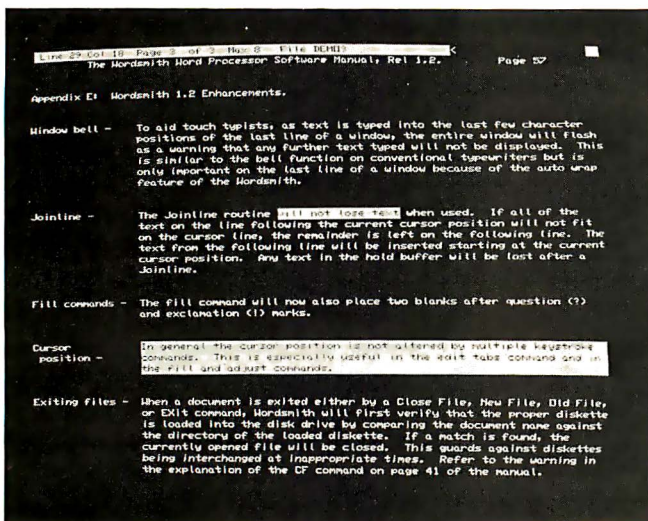 Line 29 Col 18 Page 3 of 3 Max 8 File DEMO3 <
The Wordsmith Word Processor Software Manual, Rel 1.2. Page 57
Appendix E: Wordsmith 1.2 Enhancements.
Window bell - To aid touch typists, as text is typed into the last few character
positions of the last line of a window, the entire window will flash
as a warning that any further text typed will not be displayed. This
is similar to the bell function on conventional typewriters but is
only important on the last line of a window because of the auto wrap
feature of the Wordsmith.
Jointline - The Jointline routine will not lose text when used. If all of the
text on the line following the current cursor position will not fit
on the cursor line, the remainder is left on the following line. The
text from the following line will be inserted starting at the current
cursor position. Any text in the hold buffer will be lost after a
Jointline.
Fill commands - The fill command will now also place two blanks after question (?)
and exclamation (!) marks.
Cursor In general the cursor position is not altered by multiple keystroke
position - commands. This is especially useful in the edit tabs command and in
the fill and adjust commands.
Exiting files - When a document is exited either by a Close File, New File, Old File,
or EXit command, Wordsmith will first verify that the proper diskette
is loaded into the disk drive by comparing the document name against
the directory of the loaded diskette. If a match is found, the
currently opened file will be closed. This guards against diskettes
being interchanged at inappropriate times. Refer to the warning in
the explanation of the CF command on page 41 of the manual.